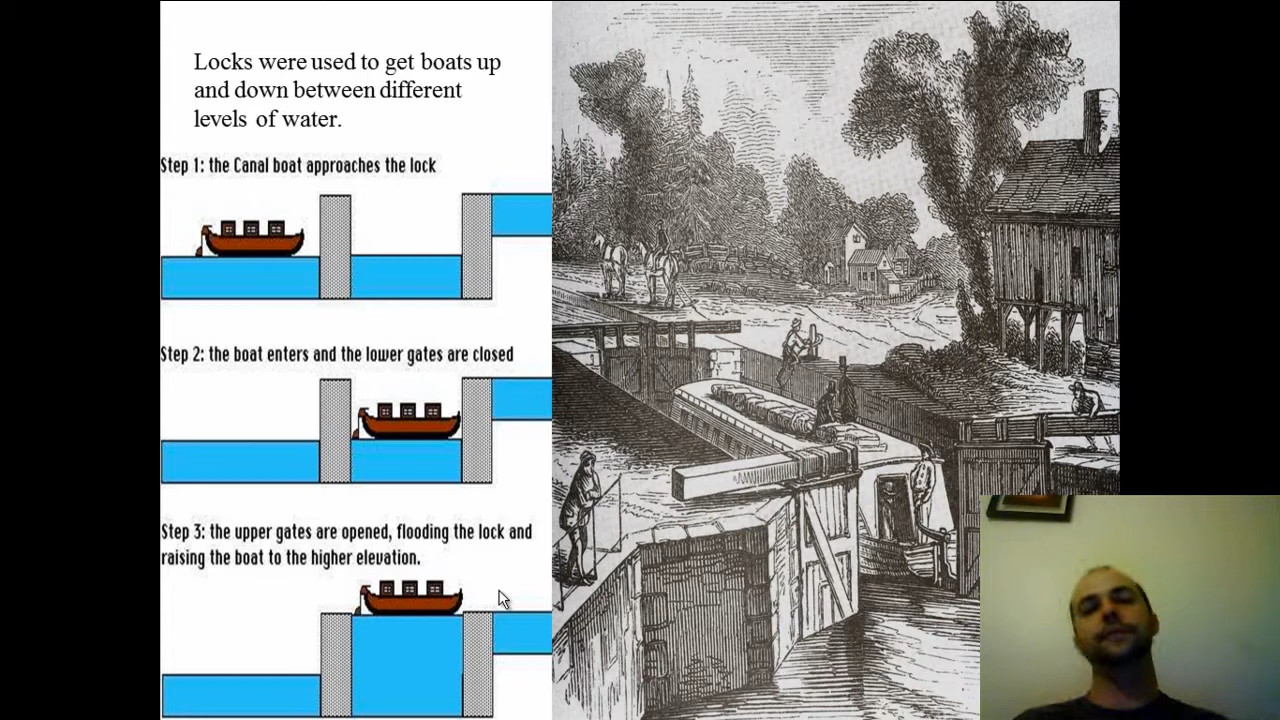 Locks were used to get boats up
and down between different
levels of water.
Step 1: the Canal boat approaches the lock
Step 2: the boat enters and the lower gates are closed
Step 3: the upper gates are opened, flooding the lock and
raising the boat to the higher elevation.